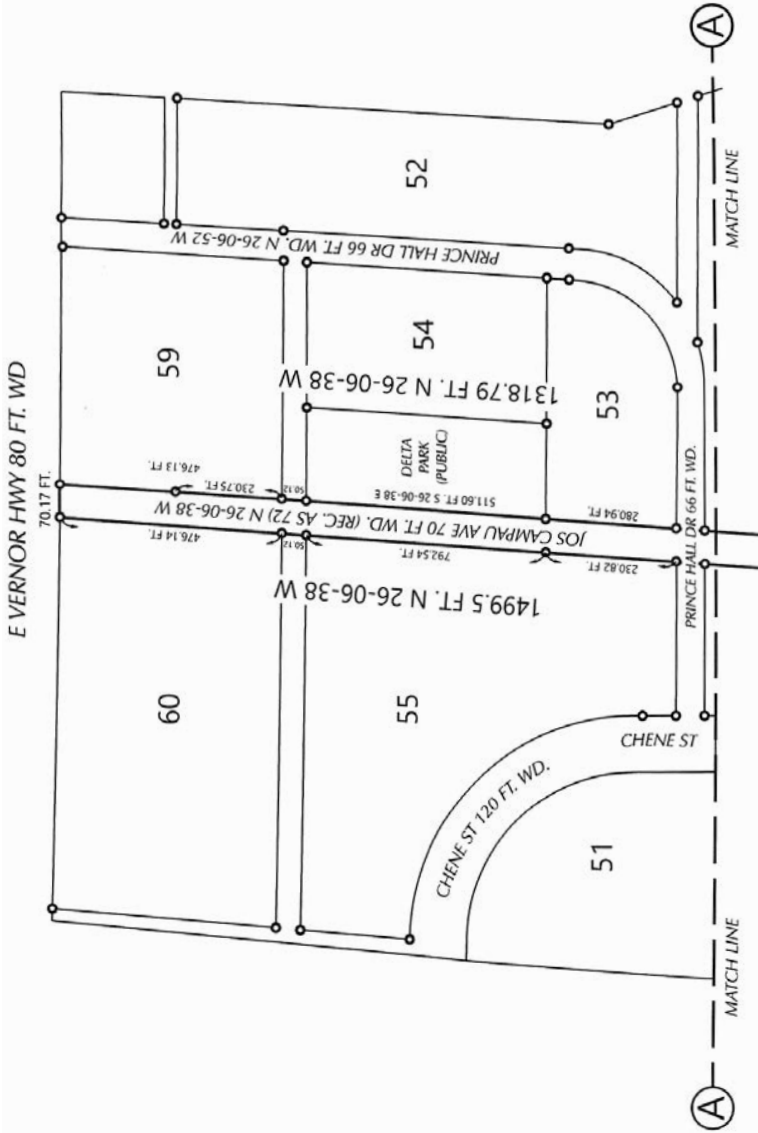 E VERNOR HWY 80 FT. WD
70.17 FT.
A
52
PRINCE HALL DR 66 FT. WD. N 26-06-52 W
59
54
1318.79 FT. N 26-06-38 W
53
476.13 FT.
230.75 FT.
50.12
DELTA
PARK
(PUBLIC)
511.60 FT. S 26-06-38 E
280.94 FT.
JOS CAMPAU AVE 70 FT. WD. (REC. AS 72) N 26-06-38 W
476.14 FT.
50.12
792.54 FT.
230.82 FT.
1499.5 FT. N 26-06-38 W
PRINCE HALL DR 66 FT. WD.
60
55
CHENE ST
CHENE ST 120 FT. WD.
51
MATCH LINE
MATCH LINE
A